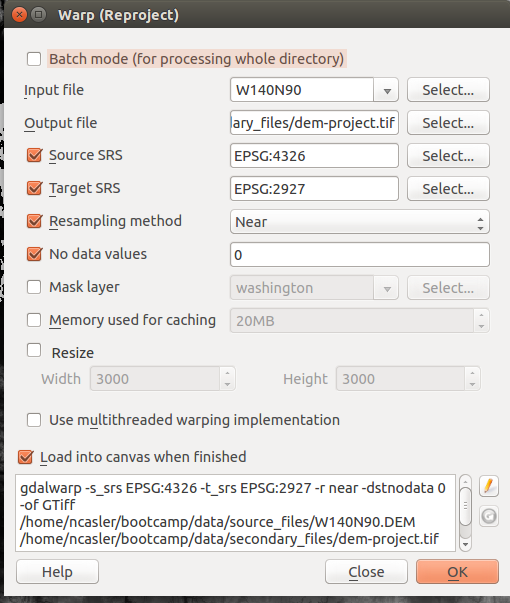 Warp (Reproject)
Batch mode (for processing whole directory)
Input file W140N90 Select...
Output file dary_files/dem-project.tif Select...
Source SRS EPSG:4326 Select...
Target SRS EPSG:2927 Select...
Resampling method Near
No data values 0
Mask layer washington Select...
Memory used for caching 20MB
Resize
Width 3000 Height 3000
Use multithreaded warping implementation
Load into canvas when finished
gdalwarp -s_srs EPSG:4326 -t_srs EPSG:2927 -r near -dstnodata 0
-of GTiff
/home/ncasler/bootcamp/data/source_files/W140N90.DEM
/home/ncasler/bootcamp/data/secondary_files/dem-project.tif
Help Close OK